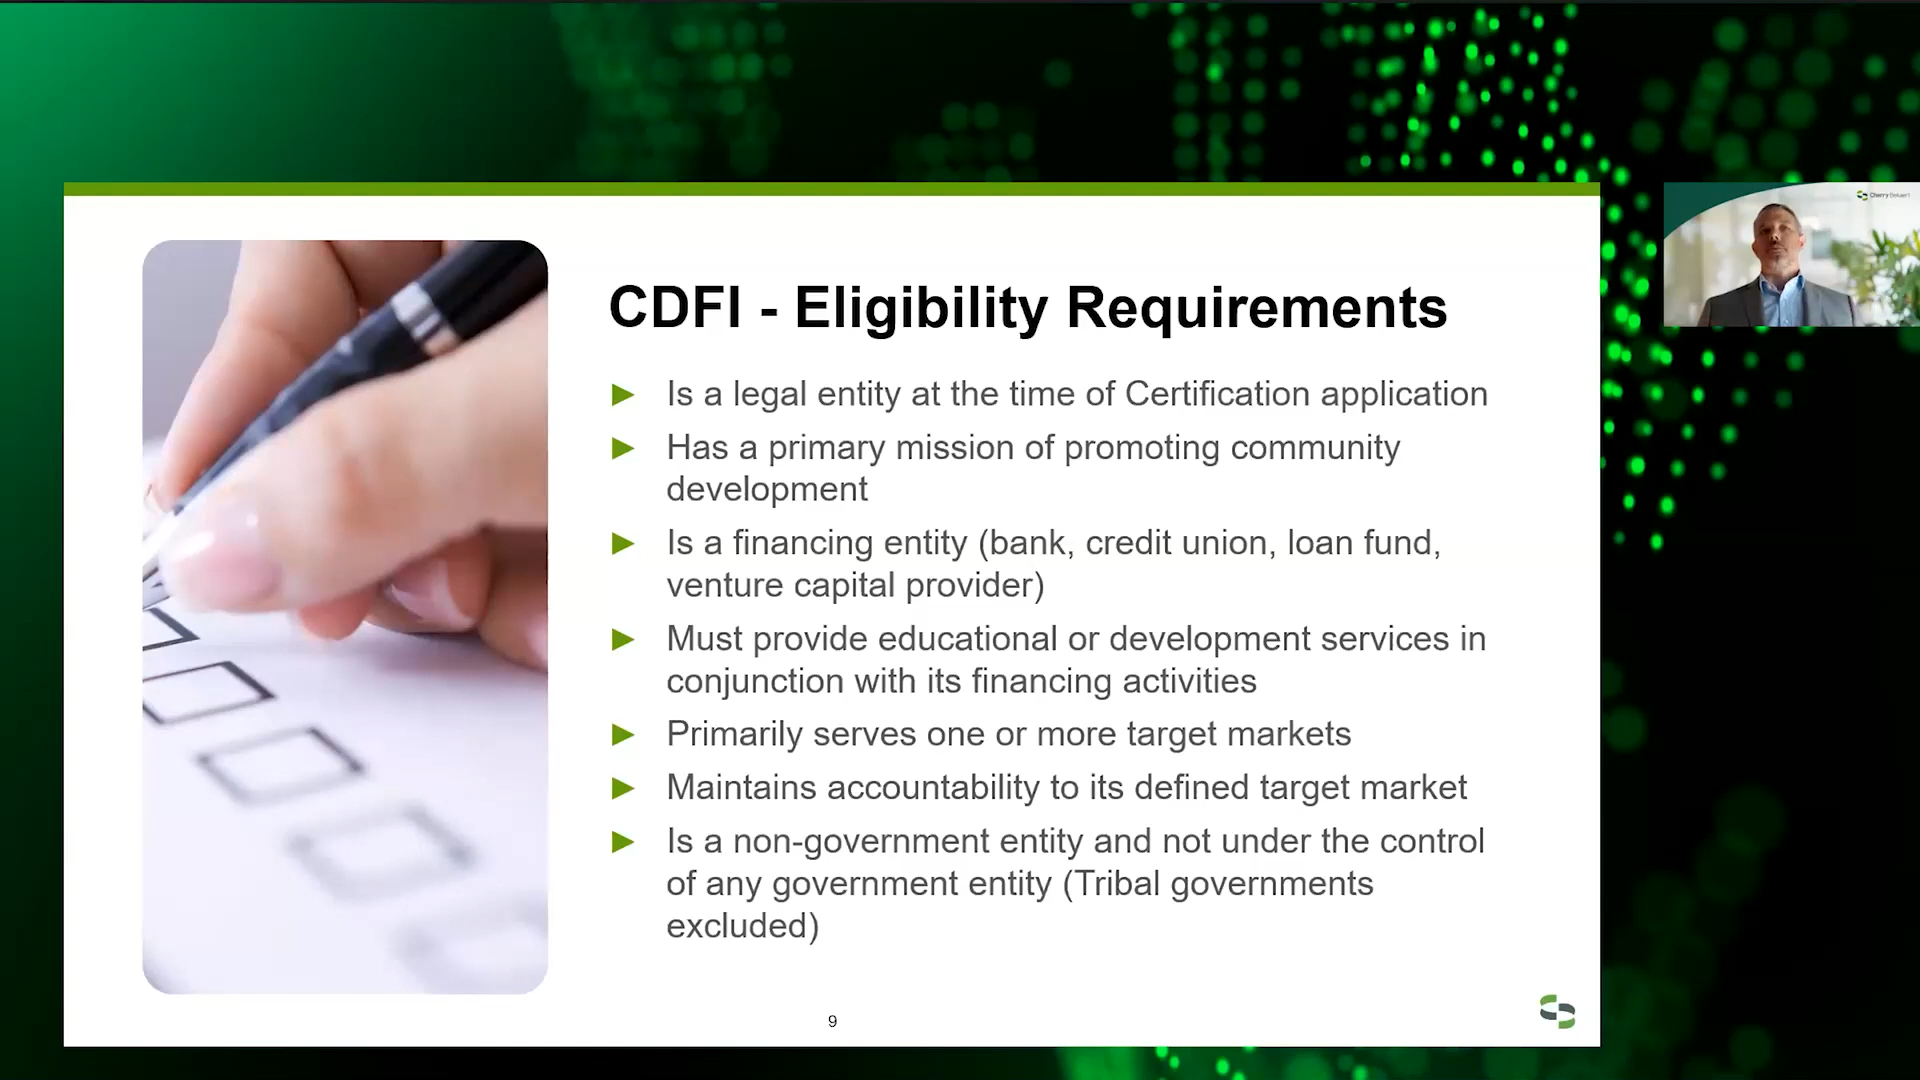 CDFI - Eligibility Requirements
► Is a legal entity at the time of Certification application
► Has a primary mission of promoting community
development
► Is a financing entity (bank, credit union, loan fund,
venture capital provider)
► Must provide educational or development services in
conjunction with its financing activities
► Primarily serves one or more target markets
► Maintains accountability to its defined target market
► Is a non-government entity and not under the control
of any government entity (Tribal governments
excluded)
9
Cherry Bekaert